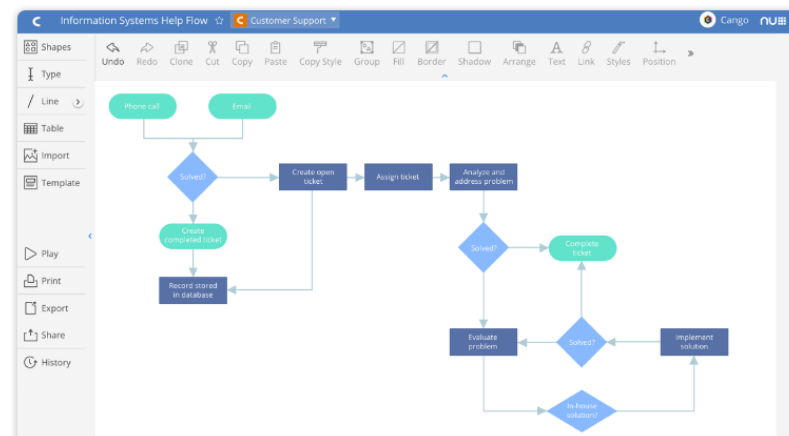 Information Systems Help Flow
Customer Support
Cango
Shapes
Type
Line
Table
Import
Template
Play
Print
Export
Share
History
Undo
Redo
Clone
Cut
Copy
Paste
Copy Style
Group
Fill
Border
Shadow
Arrange
Text
Link
Styles
Position
Phone call
Email
Solved?
Create open
ticket
Assign ticket
Analyze and
address problem
Create
completed ticket
Record stored
in database
Solved?
Complete
ticket
Evaluate
problem
Solved?
Implement
solution
In-house
solution?